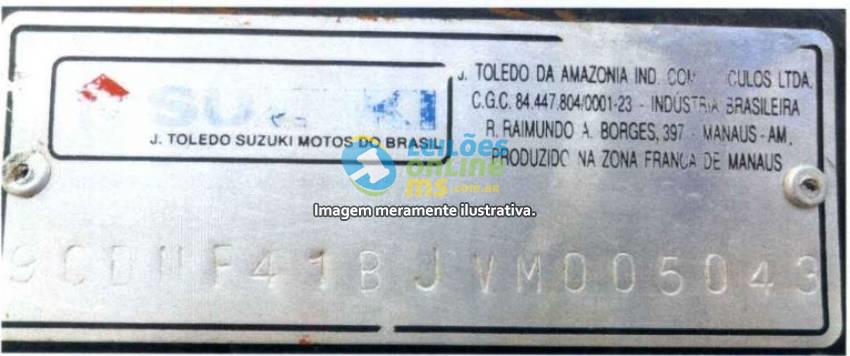 SUZUKI
J. TOLEDO SUZUKI MOTOS DO BRASIL
J. TOLEDO DA AMAZONIA IND. COM. CULOS LTDA.
C.G.C. 84.447.804/0001-23 - INDÚSTRIA BRASILEIRA
R. RAIMUNDO A. BORGES, 397 - MANAUS - AM.
PRODUZIDO NA ZONA FRANCA DE MANAUS
LEILÕES
online
ms.com.br
Imagem meramente ilustrativa.
9CDNF41BJVM005043